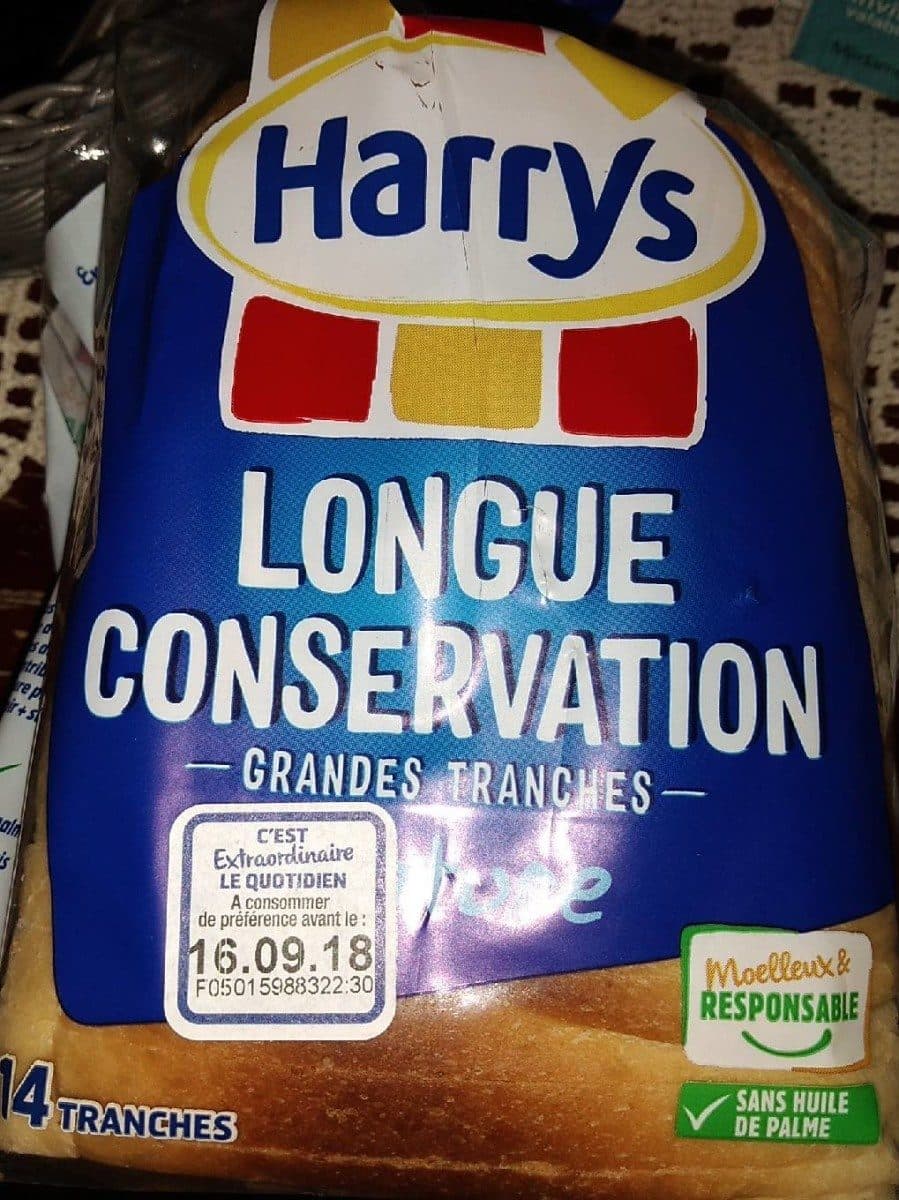 Harrys
LONGUE
CONSERVATION
GRANDES TRANCHES
C'EST
Extraordinaire
LE QUOTIDIEN
A consommer
de préférence avant le :
16.09.18
F05015988322:30
Moelleux &
RESPONSABLE
14 TRANCHES
SANS HUILE
DE PALME